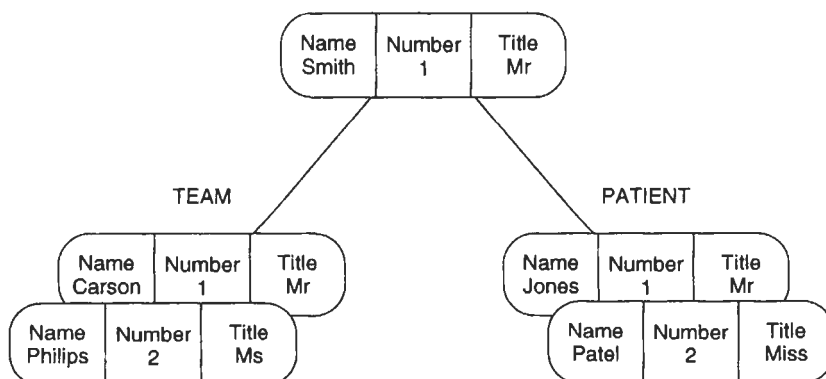 Name Number Title
Smith 1 Mr
TEAM PATIENT
Name Number Title
Carson 1 Mr
Name Number Title
Philips 2 Ms
Name Number Title
Jones 1 Mr
Name Number Title
Patel 2 Miss